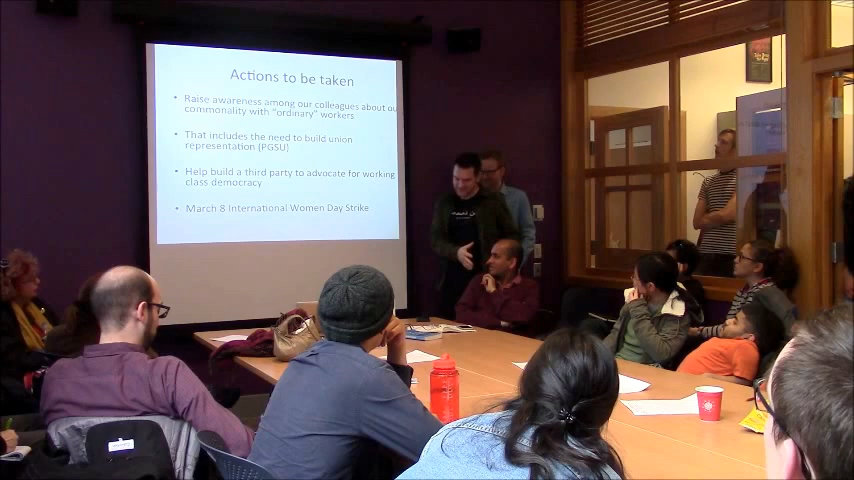 Actions to be taken
• Raise awareness among our colleagues about ou
commonality with "ordinary" workers
• That includes the need to build union
representation (PGSU)
• Help build a third party to advocate for working
class democracy
• March 8 International Women Day Strike